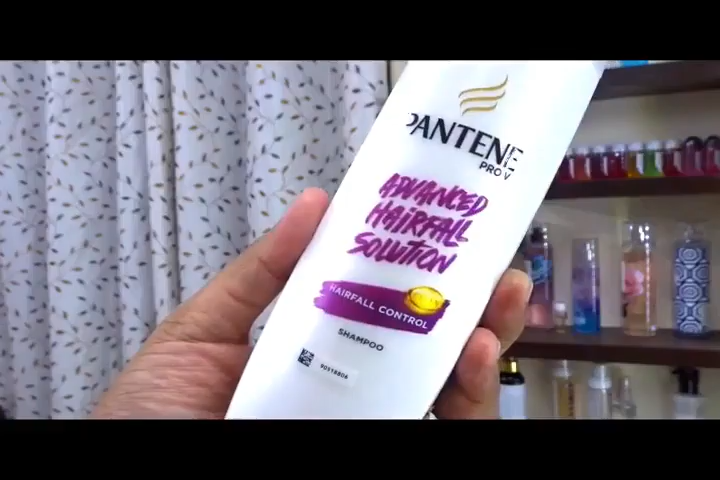 PANTENE
PRO V
ADVANCED
HAIRFALL
SOLUTION
HAIRFALL CONTROL
SHAMPOO